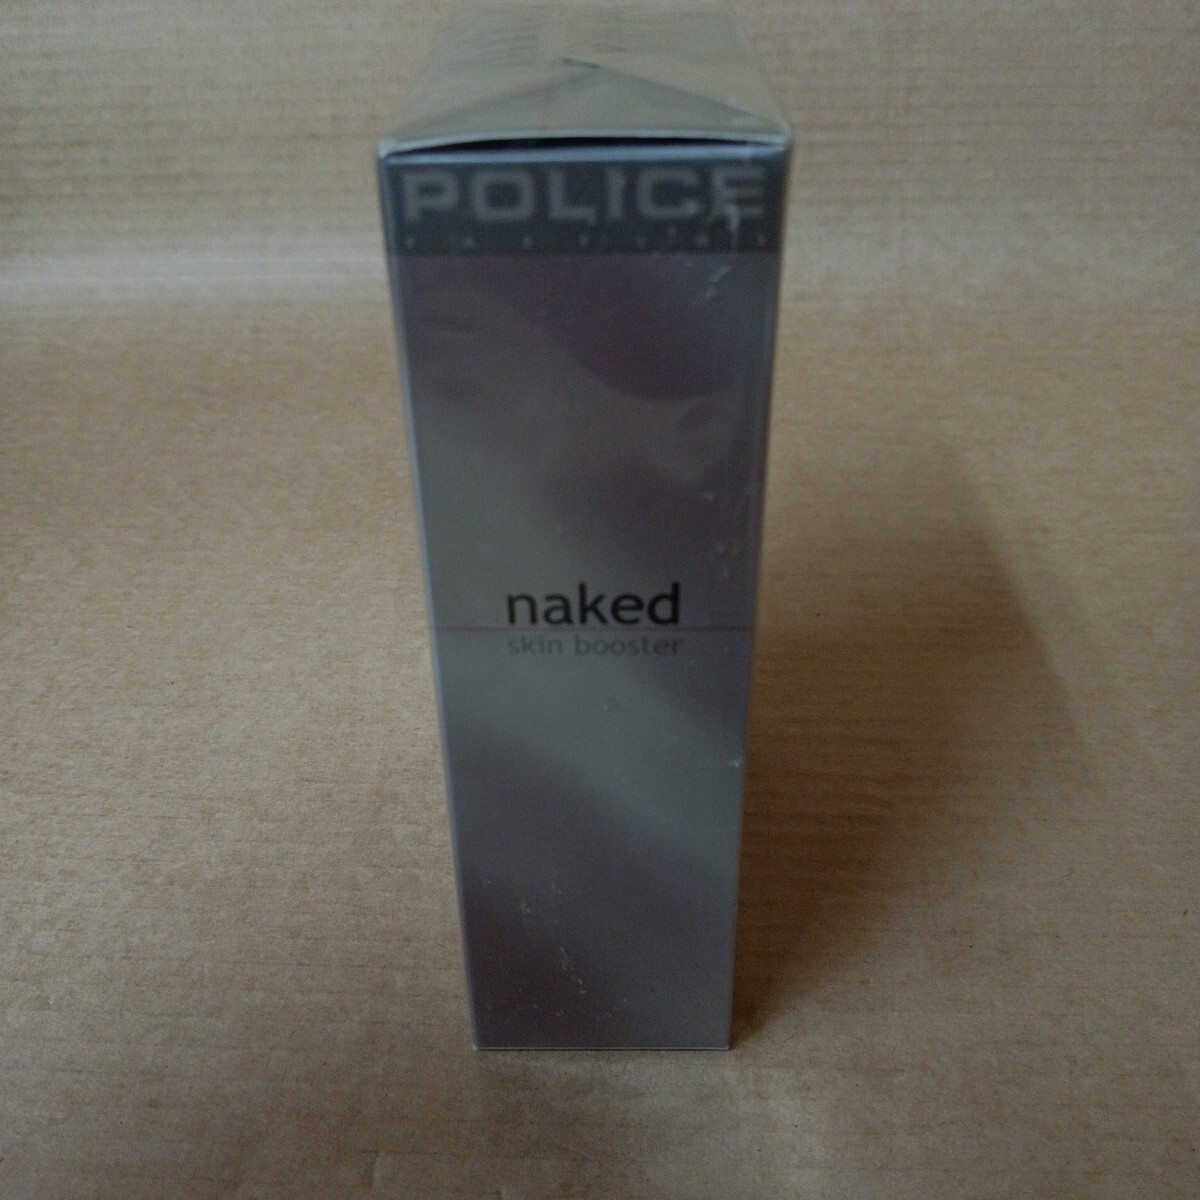 POLICE
naked
skin booster